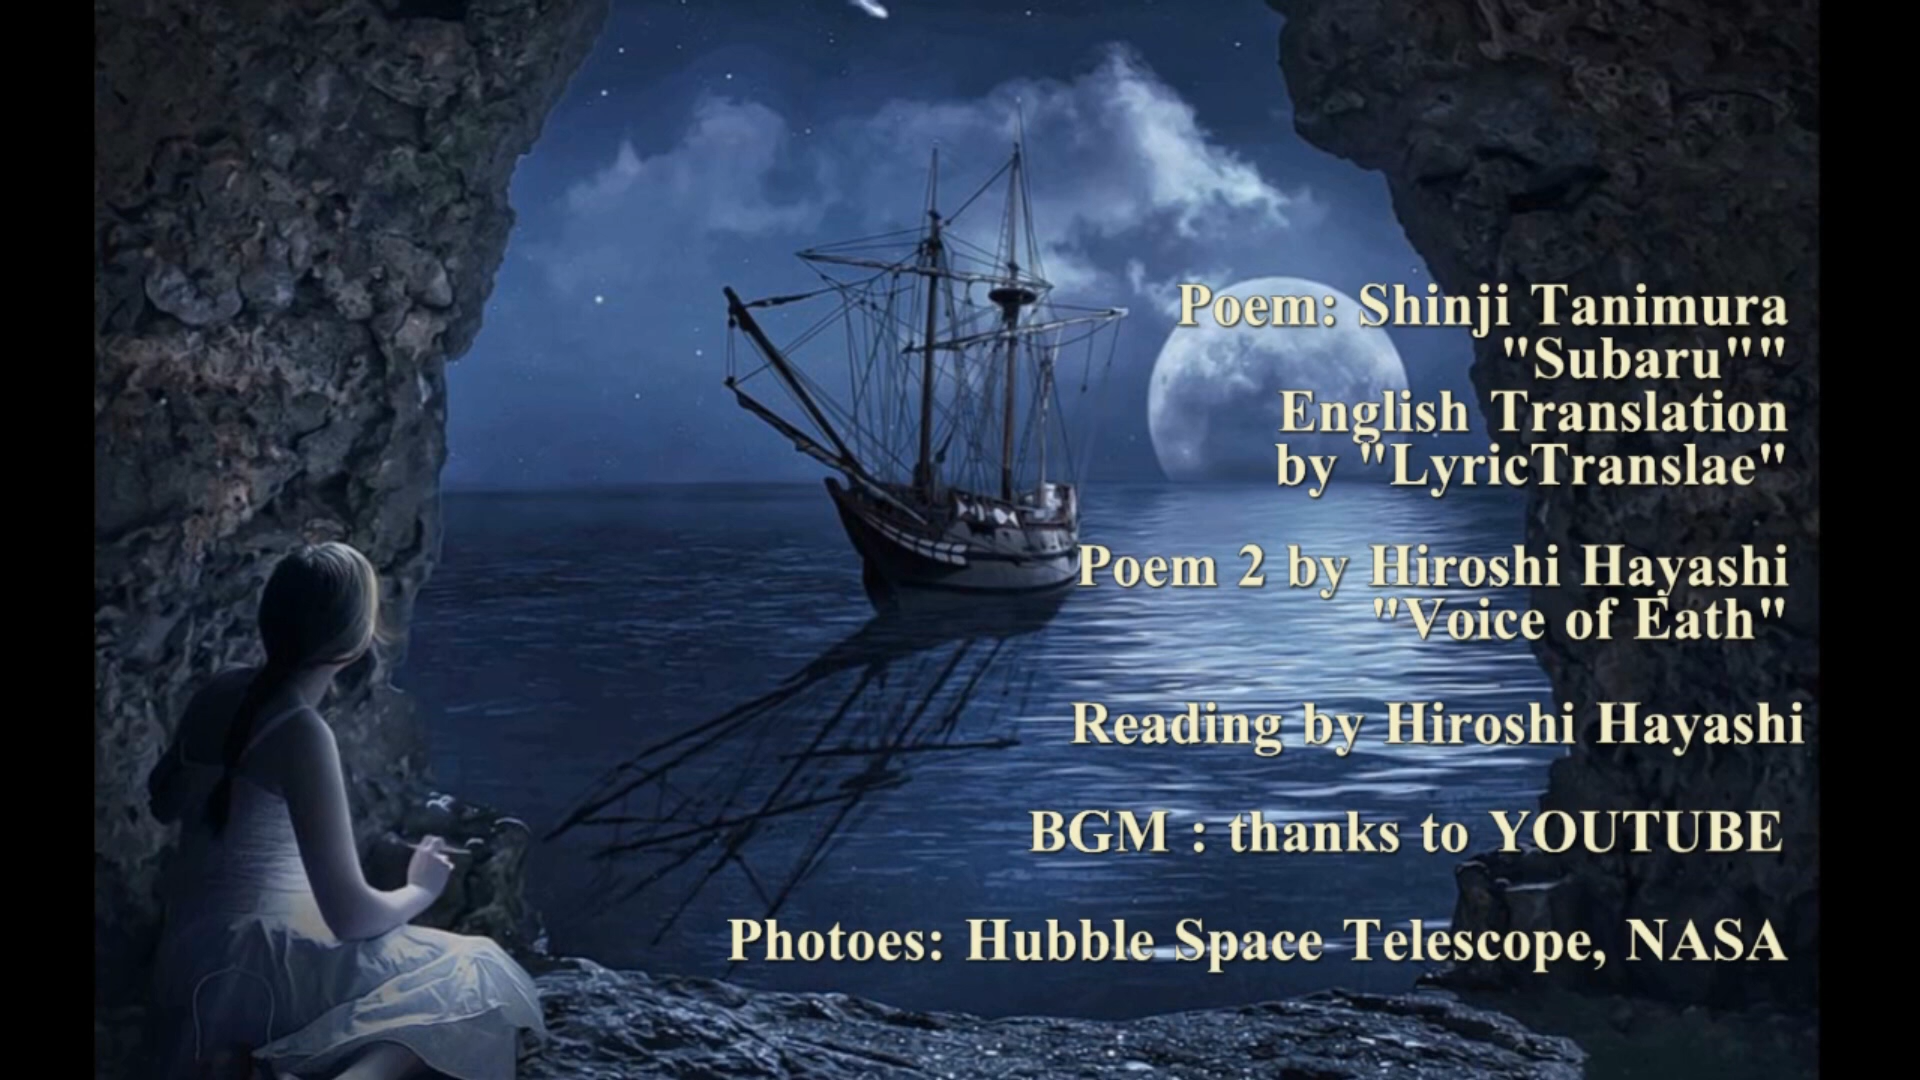 Poem: Shinji Tanimura
"Subaru""
English Translation
by "LyricTranslae"
Poem 2 by Hiroshi Hayashi
"Voice of Eath"
Reading by Hiroshi Hayashi
BGM : thanks to YOUTUBE
Photoes: Hubble Space Telescope, NASA